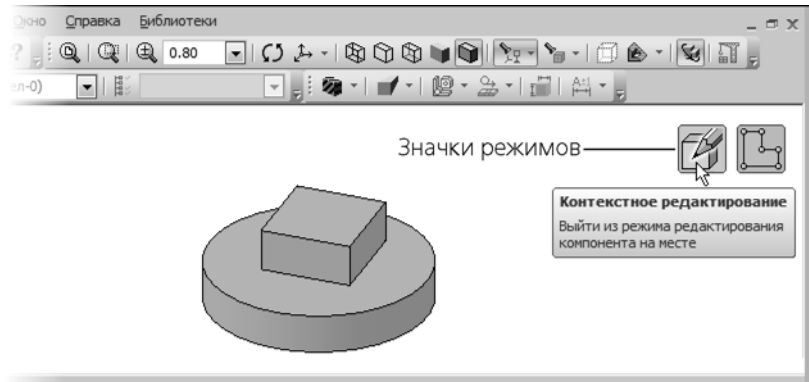 Окно Справка Библиотеки
0.80
ел-0)
Значки режимов
Контекстное редактирование
Выйти из режима редактирования
компонента на месте